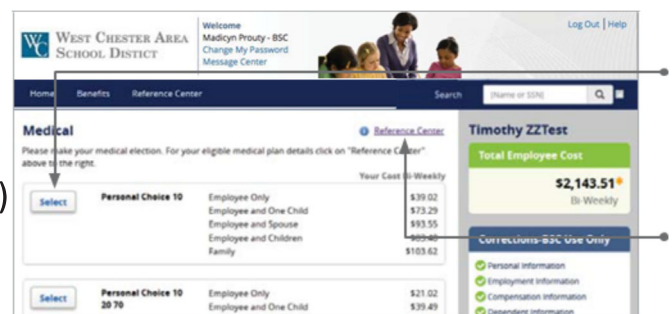 WEST CHESTER AREA
SCHOOL DISTICT
Welcome
Madicyn Prouty - BSC
Change My Password
Message Center
Log Out | Help
Home Benefits Reference Center Search (Name or SSN)
Medical
Reference Center
Please make your medical election. For your eligible medical plan details click on "Reference Center"
above to the right.
Your Cost Bi-Weekly
Select Personal Choice 10 Employee Only $39.02
Employee and One Child $73.29
Employee and Spouse $93.55
Employee and Children
Family $103.62
Select Personal Choice 10 Employee Only $21.02
20 70 Employee and One Child $39.49
Timothy ZZTest
Total Employee Cost
$2,143.51*
Bi-Weekly
Corrections-BSC Use Only
Personal Information
Employment Information
Compensation Information
Dependent Information
)